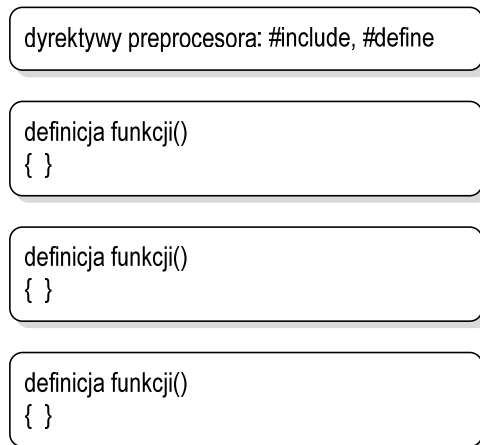 dyrektywy preprocesora: #include, #define
definicja funkcji()
{ }
definicja funkcji()
{ }
definicja funkcji()
{ }